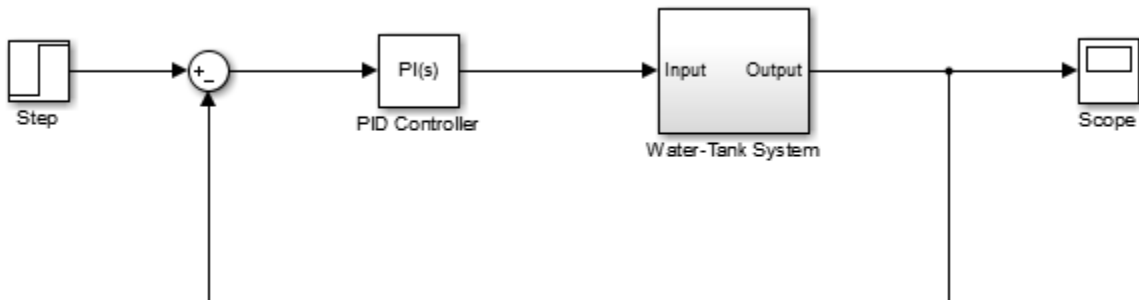 Step
+
_
PI(s)
PID Controller
Input
Output
Water-Tank System
Scope